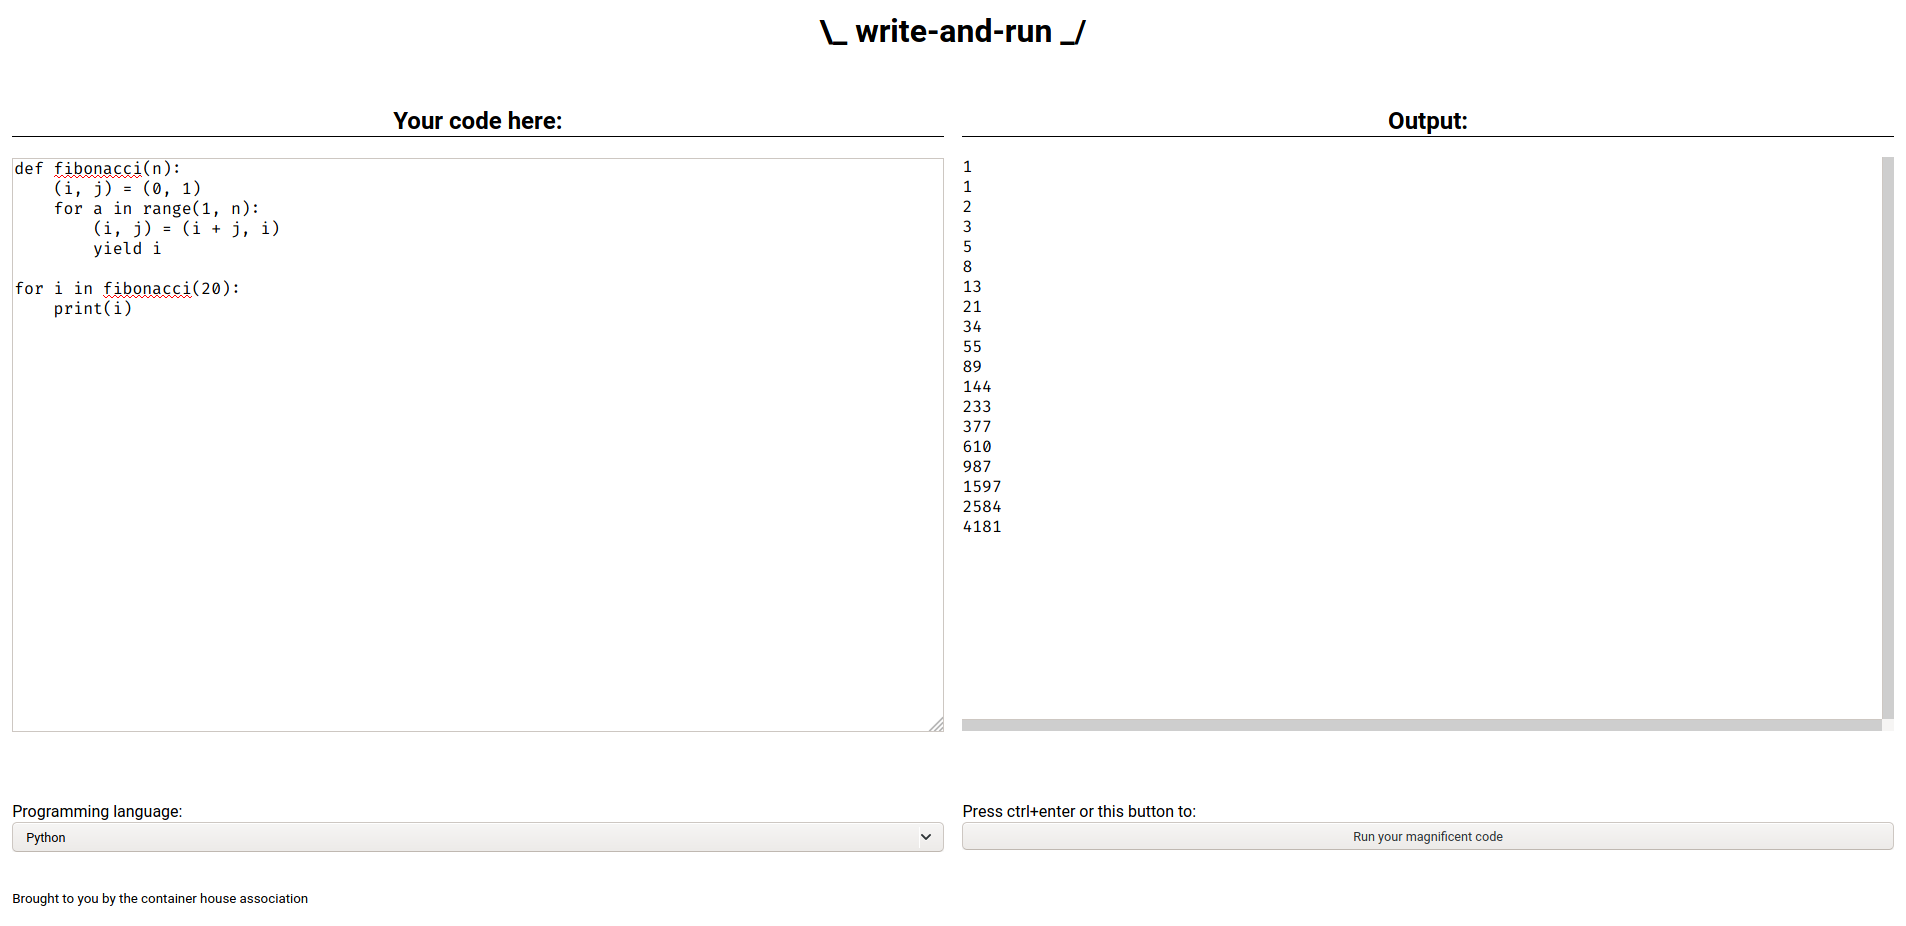 \_ write-and-run _/
Your code here:
def fibonacci(n):
    (i, j) = (0, 1)
    for a in range(1, n):
        (i, j) = (i + j, i)
        yield i
for i in fibonacci(20):
    print(i)
Output:
1
1
2
3
5
8
13
21
34
55
89
144
233
377
610
987
1597
2584
4181
Programming language:
Python
Press ctrl+enter or this button to:
Run your magnificent code
Brought to you by the container house association